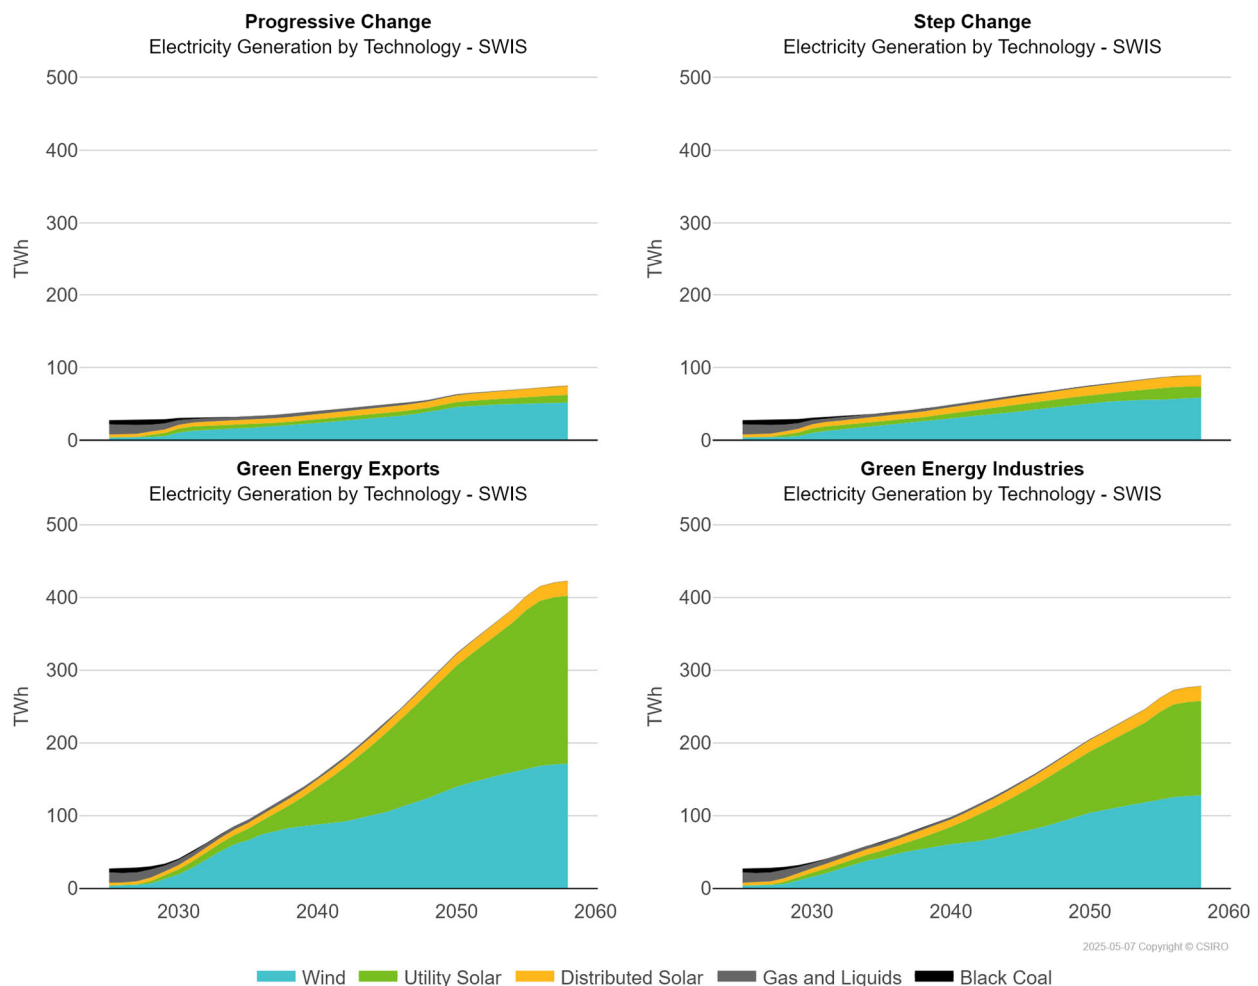 Progressive Change
Electricity Generation by Technology - SWIS
500
400
300
200
100
0
TWh
Step Change
Electricity Generation by Technology - SWIS
500
400
300
200
100
0
TWh
Green Energy Exports
Electricity Generation by Technology - SWIS
500
400
300
200
100
0
TWh
2030 2040 2050 2060
Green Energy Industries
Electricity Generation by Technology - SWIS
500
400
300
200
100
0
TWh
2030 2040 2050 2060
2025-05-07 Copyright © CSIRO
Wind Utility Solar Distributed Solar Gas and Liquids Black Coal